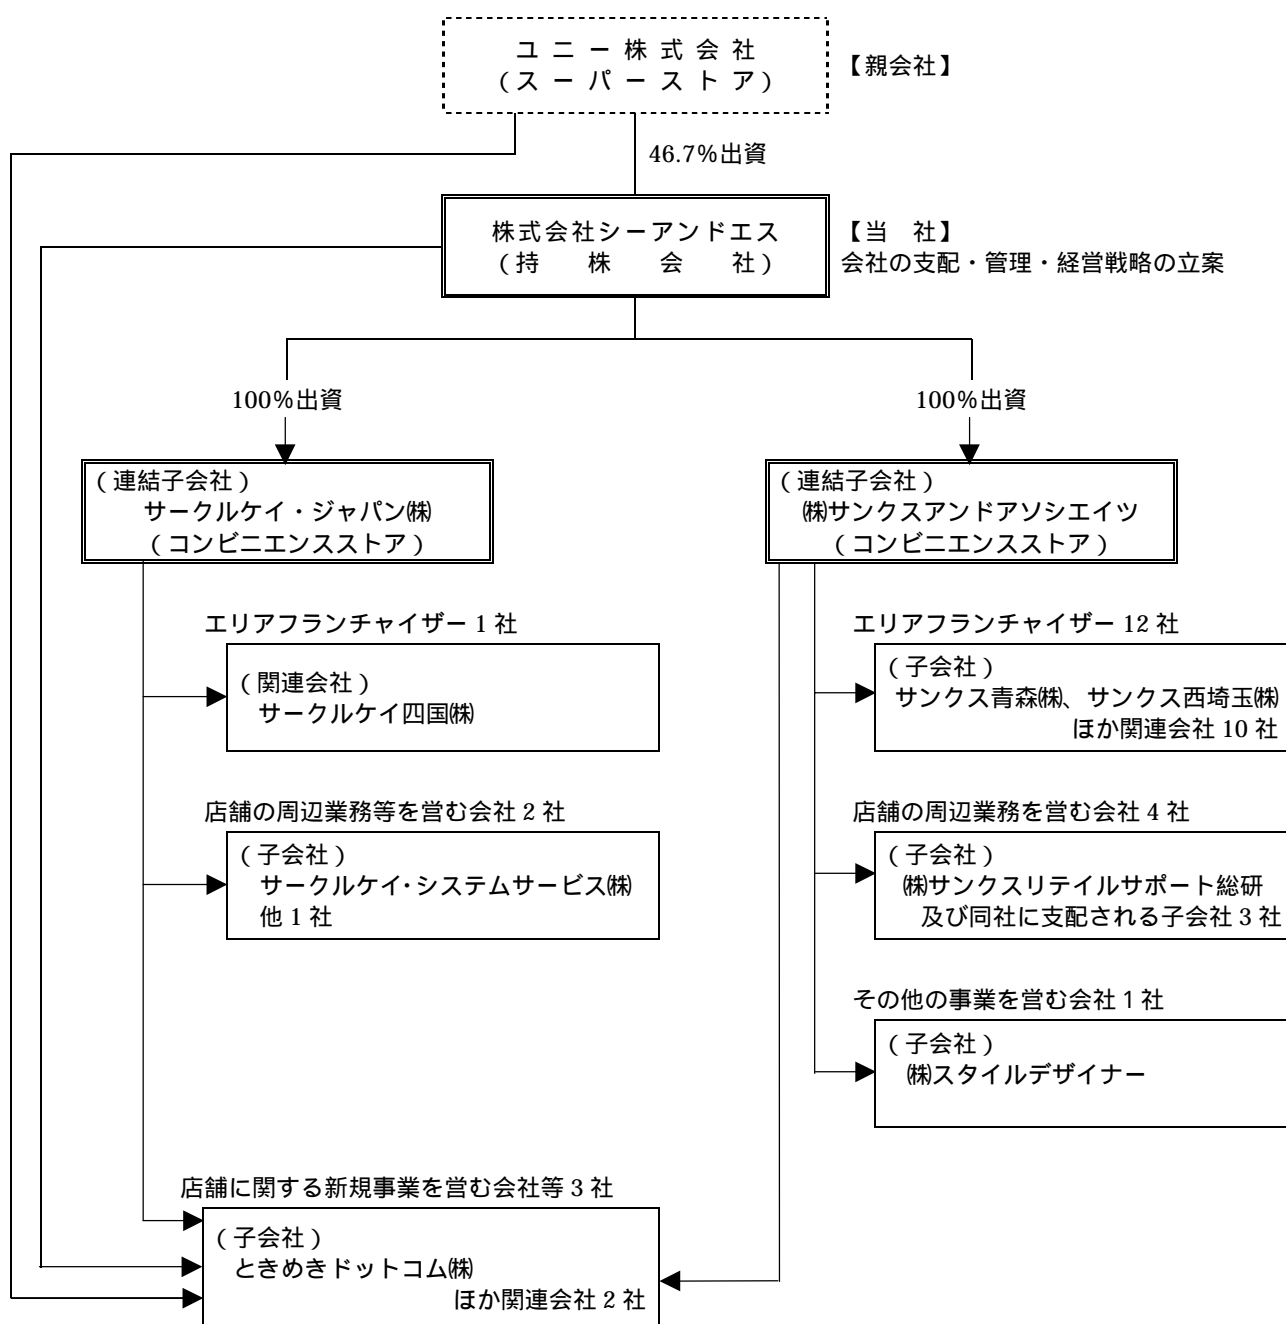 ユニー株式会社
(スーパーストア)
【親会社】
46.7%出資
株式会社シーアンドエス
(持株会社)
【当 社】
会社の支配・管理・経営戦略の立案
100%出資
100%出資
(連結子会社)
サークルケイ・ジャパン㈱
(コンビニエンスストア)
(連結子会社)
㈱サンクスアンドアソシエイツ
(コンビニエンスストア)
エリアフランチャイザー 1 社
(関連会社)
サークルケイ四国㈱
エリアフランチャイザー 12 社
(子会社)
サンクス青森㈱、サンクス西埼玉㈱
ほか関連会社 10 社
店舗の周辺業務等を営む会社 2 社
(子会社)
サークルケイ・システムサービス㈱
他 1 社
店舗の周辺業務を営む会社 4 社
(子会社)
㈱サンクスリテイルサポート総研
及び同社に支配される子会社 3 社
その他の事業を営む会社 1 社
(子会社)
㈱スタイルデザイナー
店舗に関する新規事業を営む会社等 3 社
(子会社)
ときめきドットコム㈱
ほか関連会社 2 社